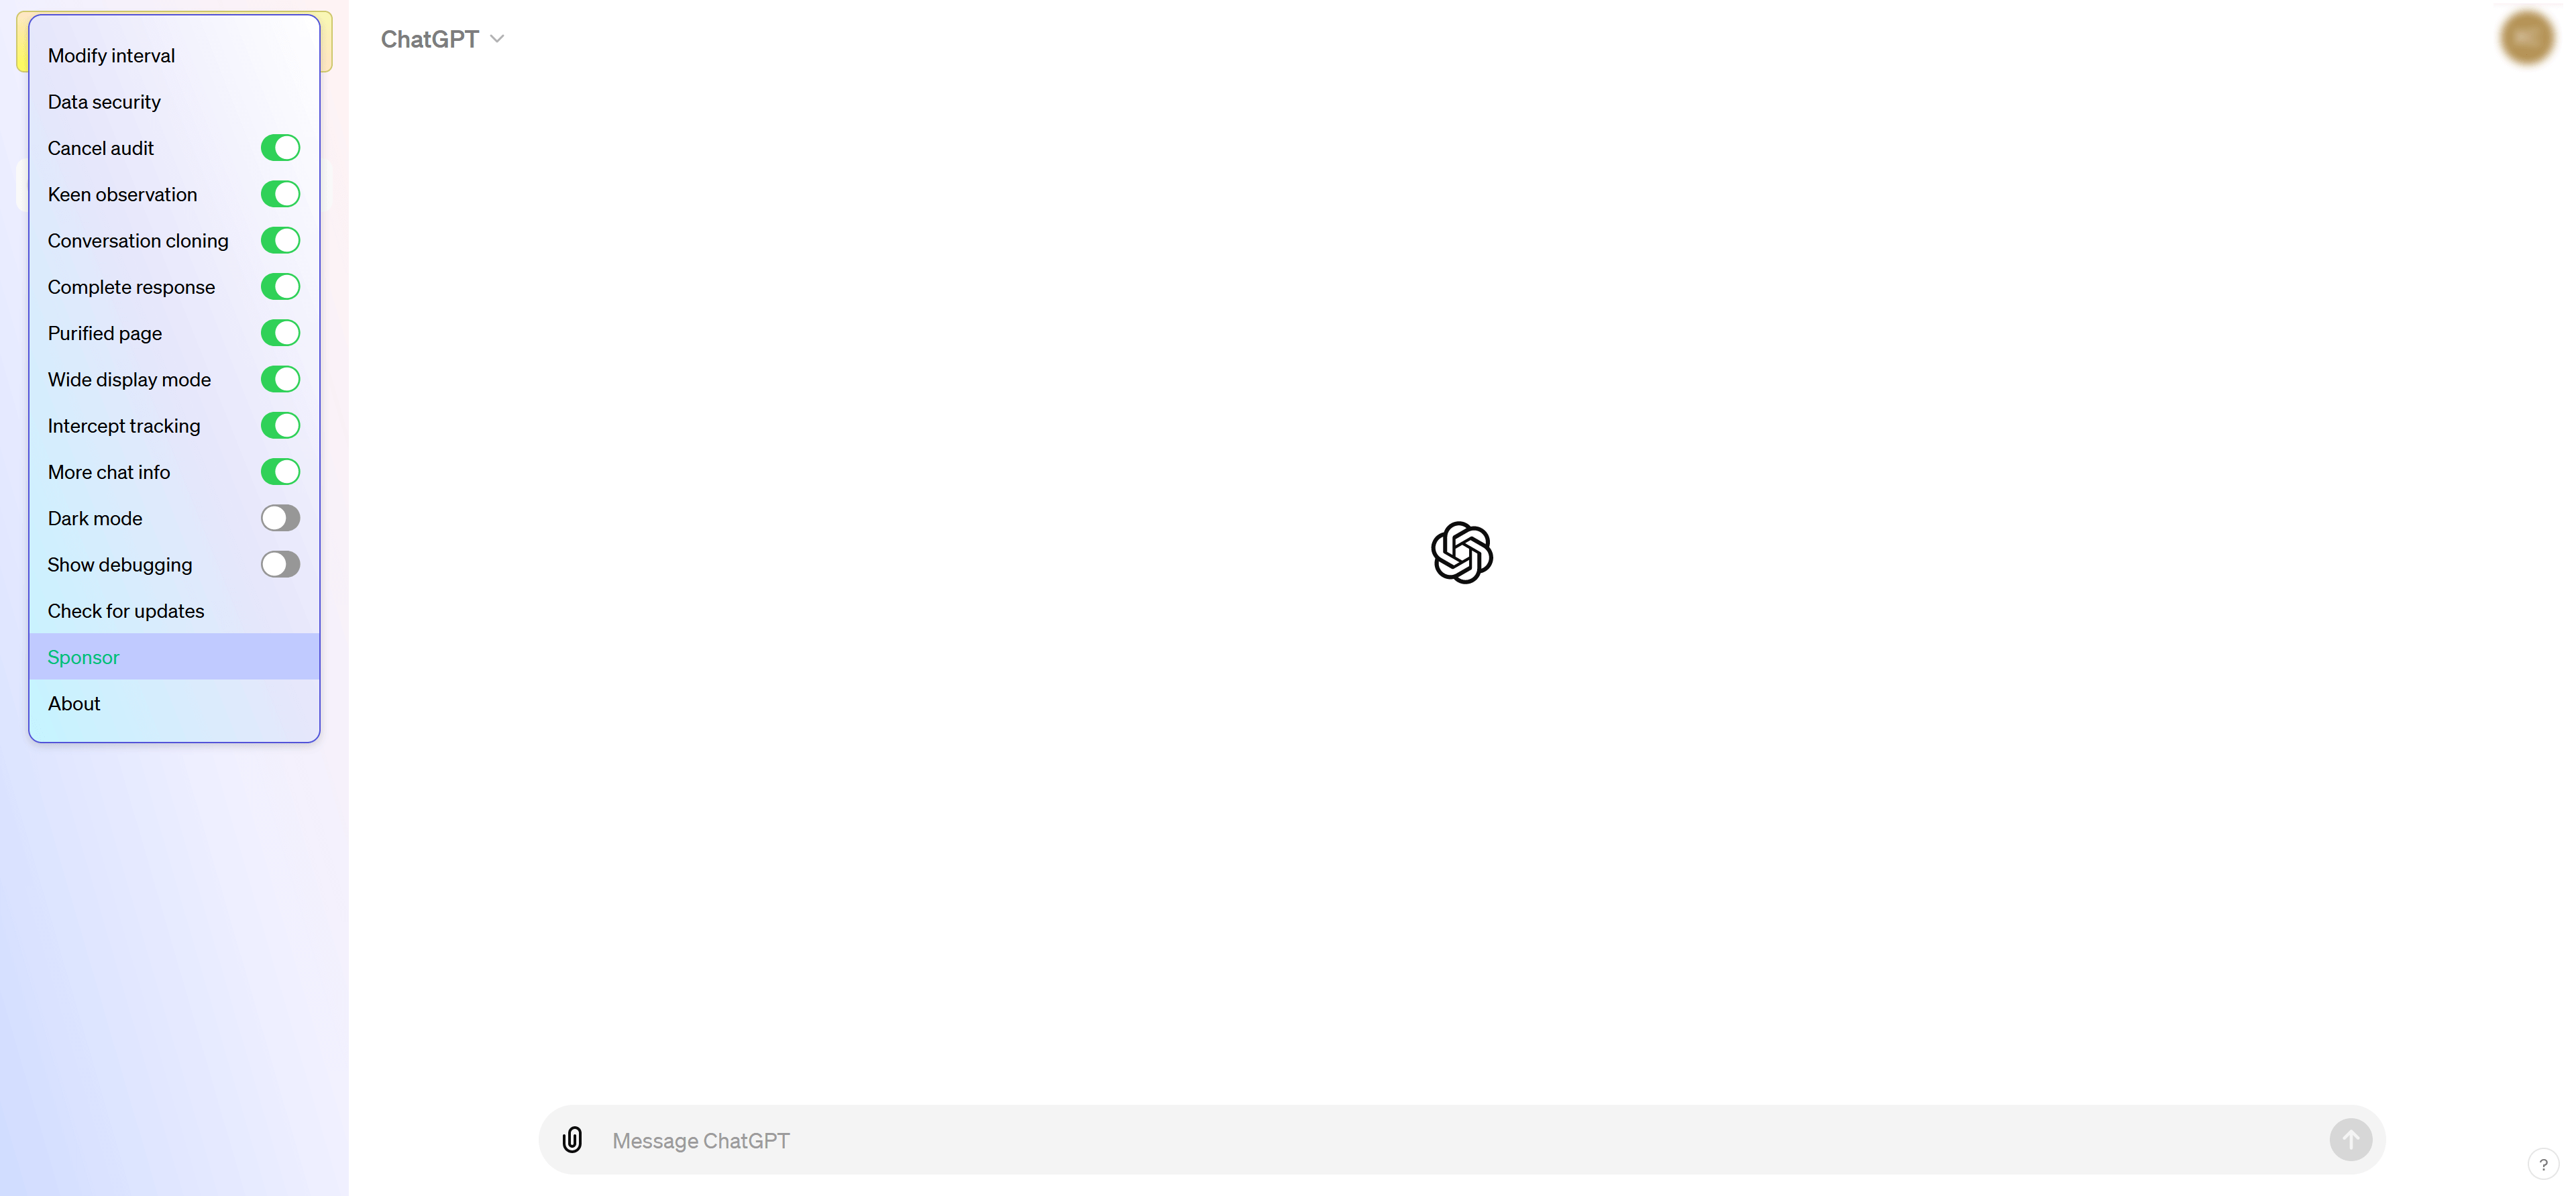 Modify interval
Data security
Cancel audit
Keen observation
Conversation cloning
Complete response
Purified page
Wide display mode
Intercept tracking
More chat info
Dark mode
Show debugging
Check for updates
Sponsor
About
ChatGPT
Message ChatGPT
?